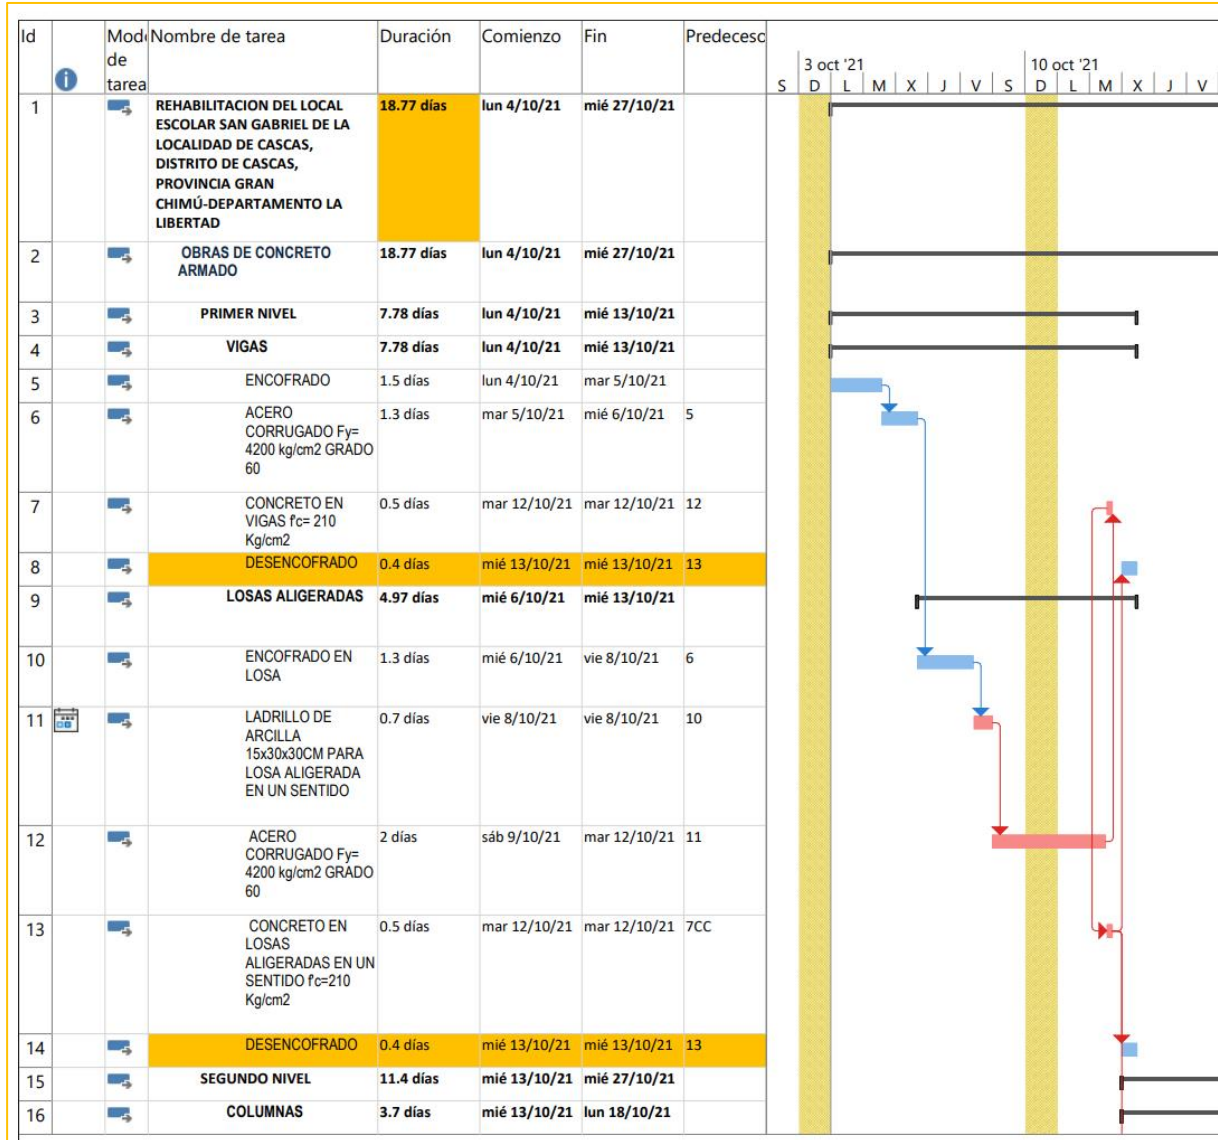 Id Modo de tarea Nombre de tarea Duración Comienzo Fin Predeceso
3 oct '21 10 oct '21
S D L M X J V S D L M X J V
1 REHABILITACION DEL LOCAL 18.77 días lun 4/10/21 mié 27/10/21
ESCOLAR SAN GABRIEL DE LA
LOCALIDAD DE CASCAS,
DISTRITO DE CASCAS,
PROVINCIA GRAN
CHIMÚ-DEPARTAMENTO LA
LIBERTAD
2 OBRAS DE CONCRETO 18.77 días lun 4/10/21 mié 27/10/21
ARMADO
3 PRIMER NIVEL 7.78 días lun 4/10/21 mié 13/10/21
4 VIGAS 7.78 días lun 4/10/21 mié 13/10/21
5 ENCOFRADO 1.5 días lun 4/10/21 mar 5/10/21
6 ACERO 1.3 días mar 5/10/21 mié 6/10/21 5
CORRUGADO Fy=
4200 kg/cm2 GRADO
60
7 CONCRETO EN 0.5 días mar 12/10/21 mar 12/10/21 12
VIGAS f'c= 210
Kg/cm2
8 DESENCOFRADO 0.4 días mié 13/10/21 mié 13/10/21 13
9 LOSAS ALIGERADAS 4.97 días mié 6/10/21 mié 13/10/21
10 ENCOFRADO EN 1.3 días mié 6/10/21 vie 8/10/21 6
LOSA
11 LADRILLO DE 0.7 días vie 8/10/21 vie 8/10/21 10
ARCILLA
15x30x30CM PARA
LOSA ALIGERADA
EN UN SENTIDO
12 ACERO 2 días sáb 9/10/21 mar 12/10/21 11
CORRUGADO Fy=
4200 kg/cm2 GRADO
60
13 CONCRETO EN 0.5 días mar 12/10/21 mar 12/10/21 7CC
LOSAS
ALIGERADAS EN UN
SENTIDO f'c=210
Kg/cm2
14 DESENCOFRADO 0.4 días mié 13/10/21 mié 13/10/21 13
15 SEGUNDO NIVEL 11.4 días mié 13/10/21 mié 27/10/21
16 COLUMNAS 3.7 días mié 13/10/21 lun 18/10/21